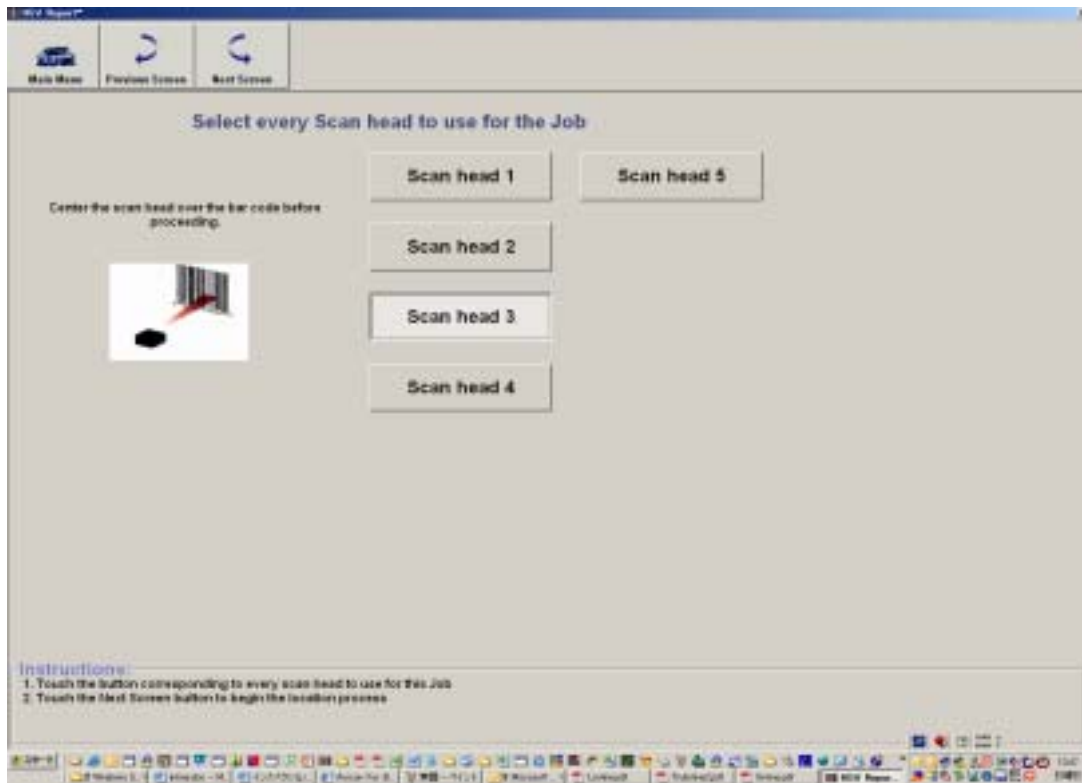 Main Menu
Previous Screen
Next Screen
Select every Scan head to use for the Job
Scan head 1
Scan head 5
Center the scan head over the bar code before
proceeding.
Scan head 2
Scan head 3
Scan head 4
Instructions:
1. Touch the button corresponding to every scan head to use for this Job
2. Touch the Next Screen button to begin the location process